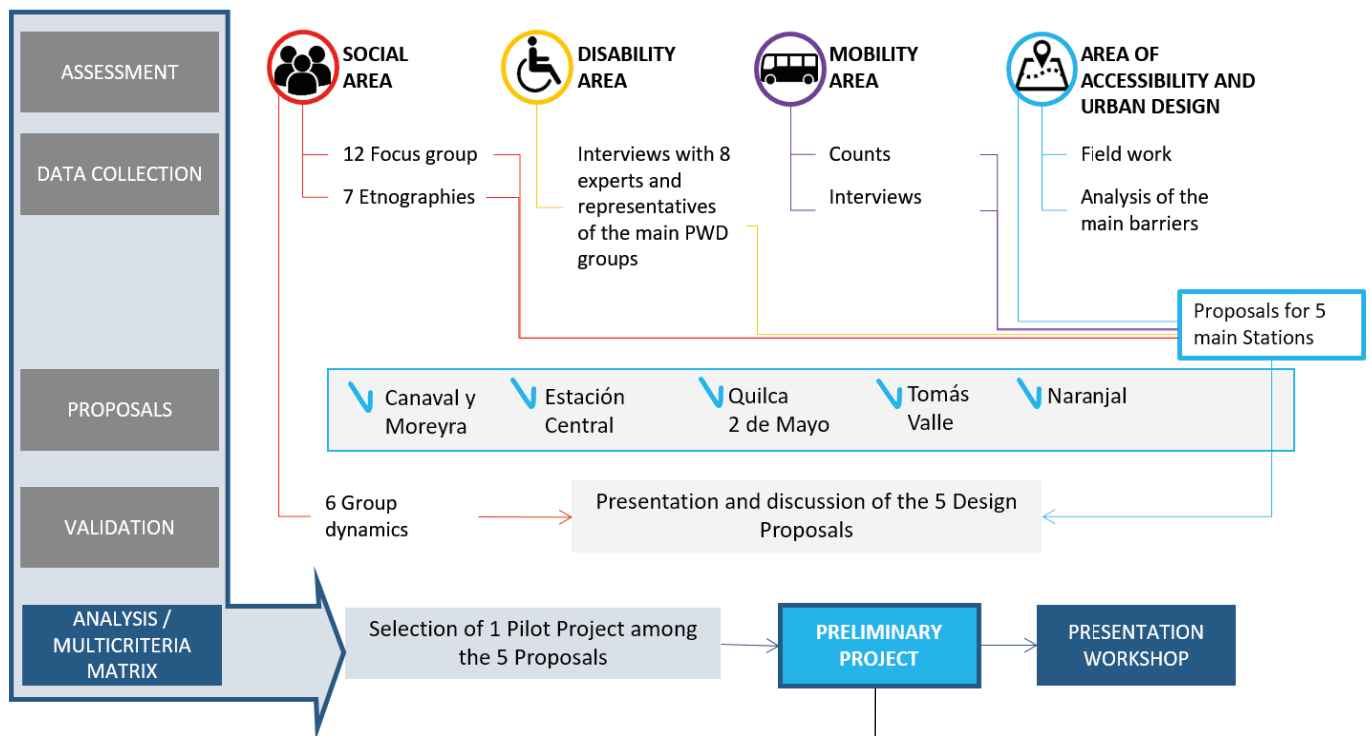 ASSESSMENT
SOCIAL
AREA
DISABILITY
AREA
MOBILITY
AREA
AREA OF
ACCESSIBILITY AND
URBAN DESIGN
DATA COLLECTION
12 Focus group
7 Etnographies
Interviews with 8
experts and
representatives
of the main PWD
groups
Counts
Interviews
Field work
Analysis of the
main barriers
Proposals for 5
main Stations
PROPOSALS
Canaval y
Moreyra
Estación
Central
Quilca
2 de Mayo
Tomás
Valle
Naranjal
VALIDATION
6 Group
dynamics
Presentation and discussion of the 5 Design
Proposals
ANALYSIS /
MULTICRITERIA
MATRIX
Selection of 1 Pilot Project among
the 5 Proposals
PRELIMINARY
PROJECT
PRESENTATION
WORKSHOP